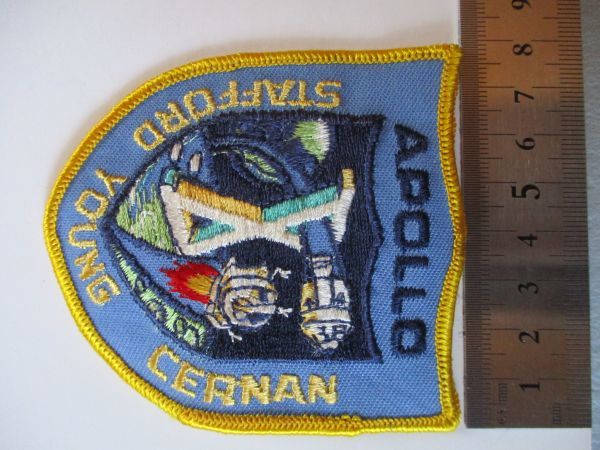 APOLLO
X
STAFFORD YOUNG CERNAN
1 2 3 4 5 6 7 8 9